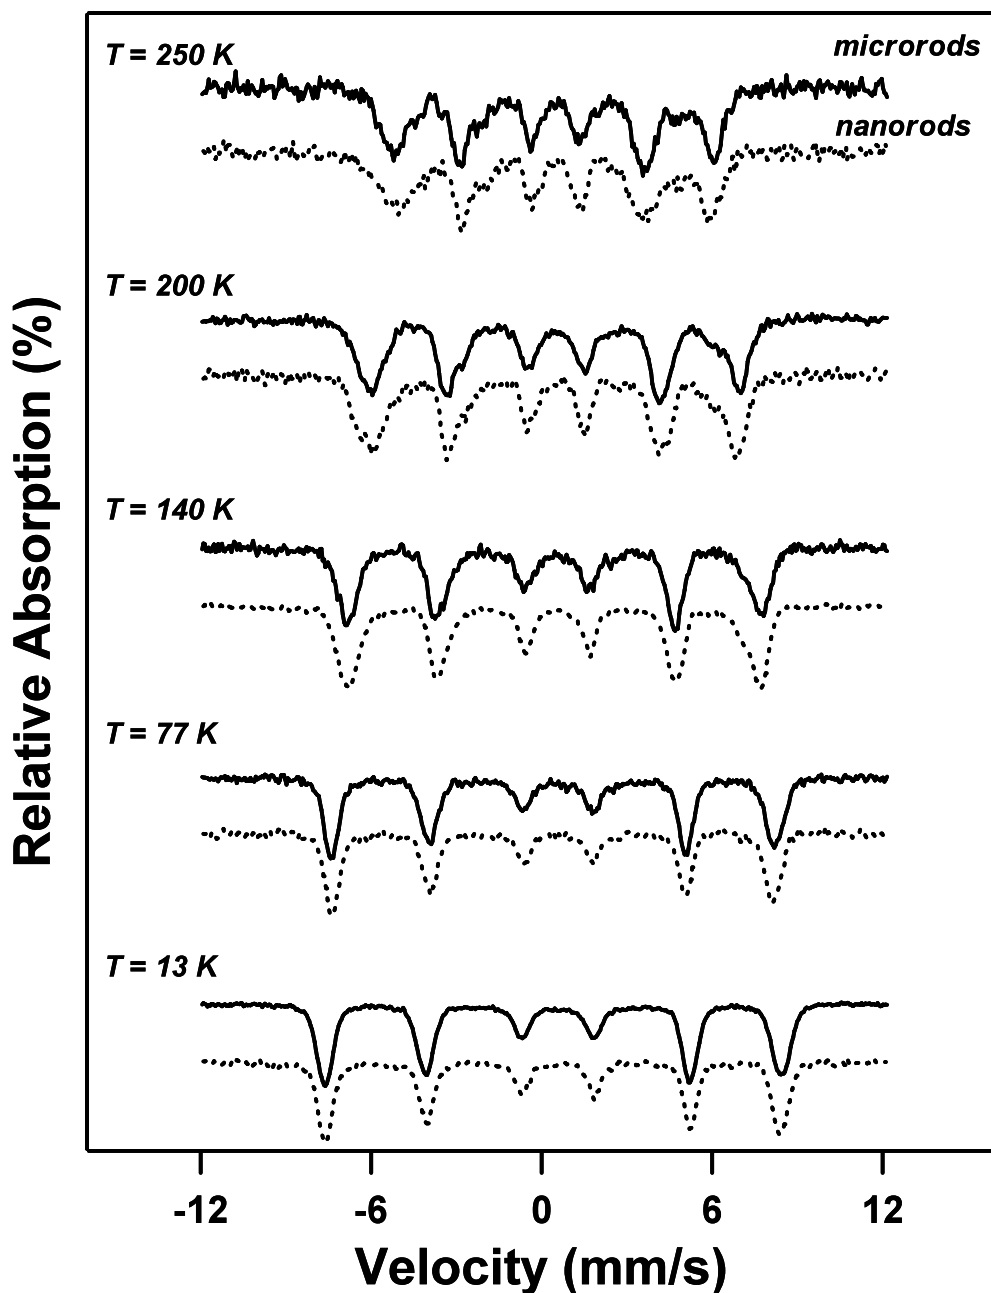 T = 250 K
microrods
nanorods
T = 200 K
T = 140 K
T = 77 K
T = 13 K
Relative Absorption (%)
-12 -6 0 6 12
Velocity (mm/s)